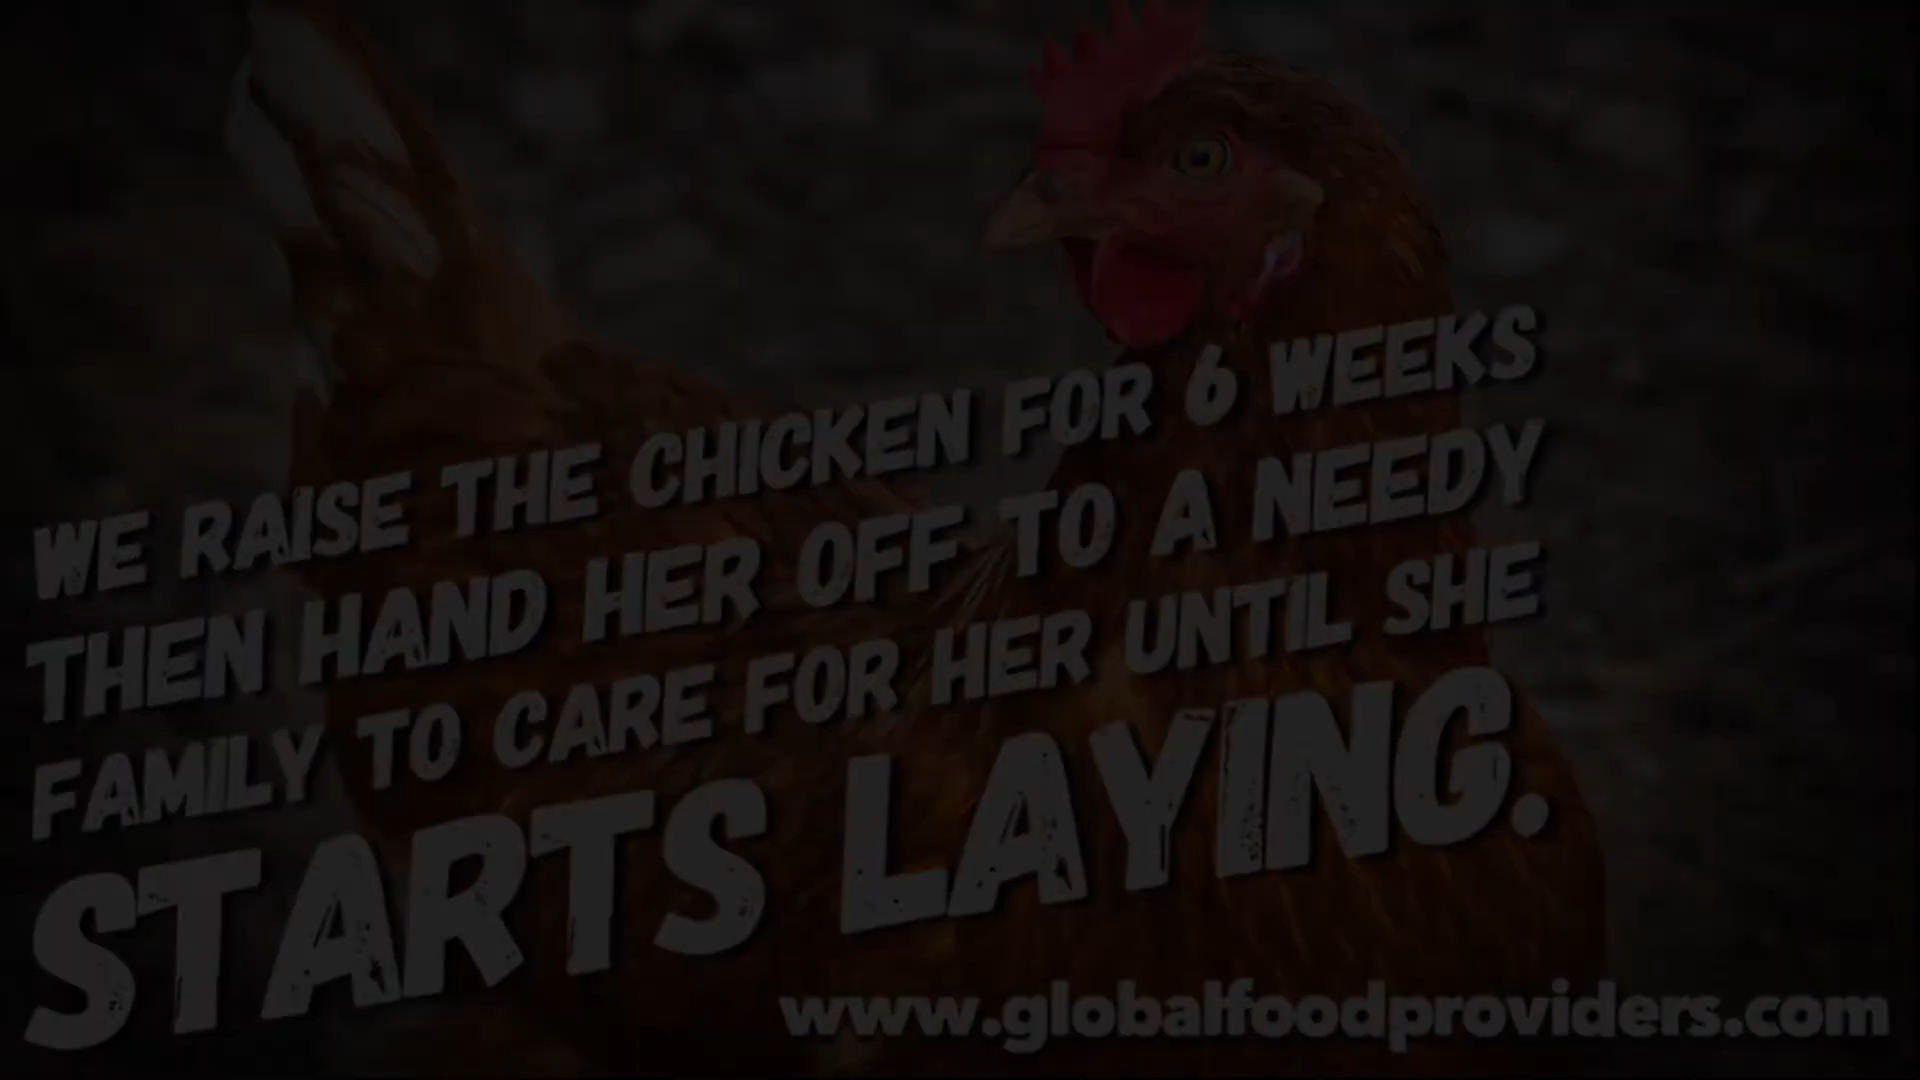 WE RAISE THE CHICKEN FOR 6 WEEKS
THEN HAND HER OFF TO A NEEDY
FAMILY TO CARE FOR HER UNTIL SHE
STARTS LAYING.
www.globalfoodproviders.com